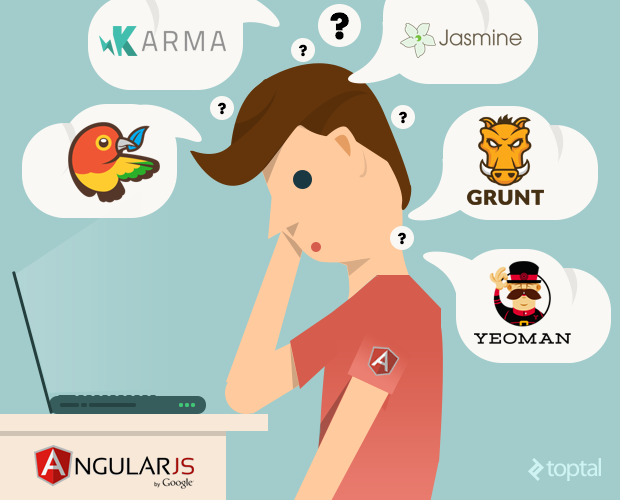 ?
KARMA
?
Jasmine
?
?
GRUNT
?
YEOMAN
A
ANGULARJS
by Google
toptal